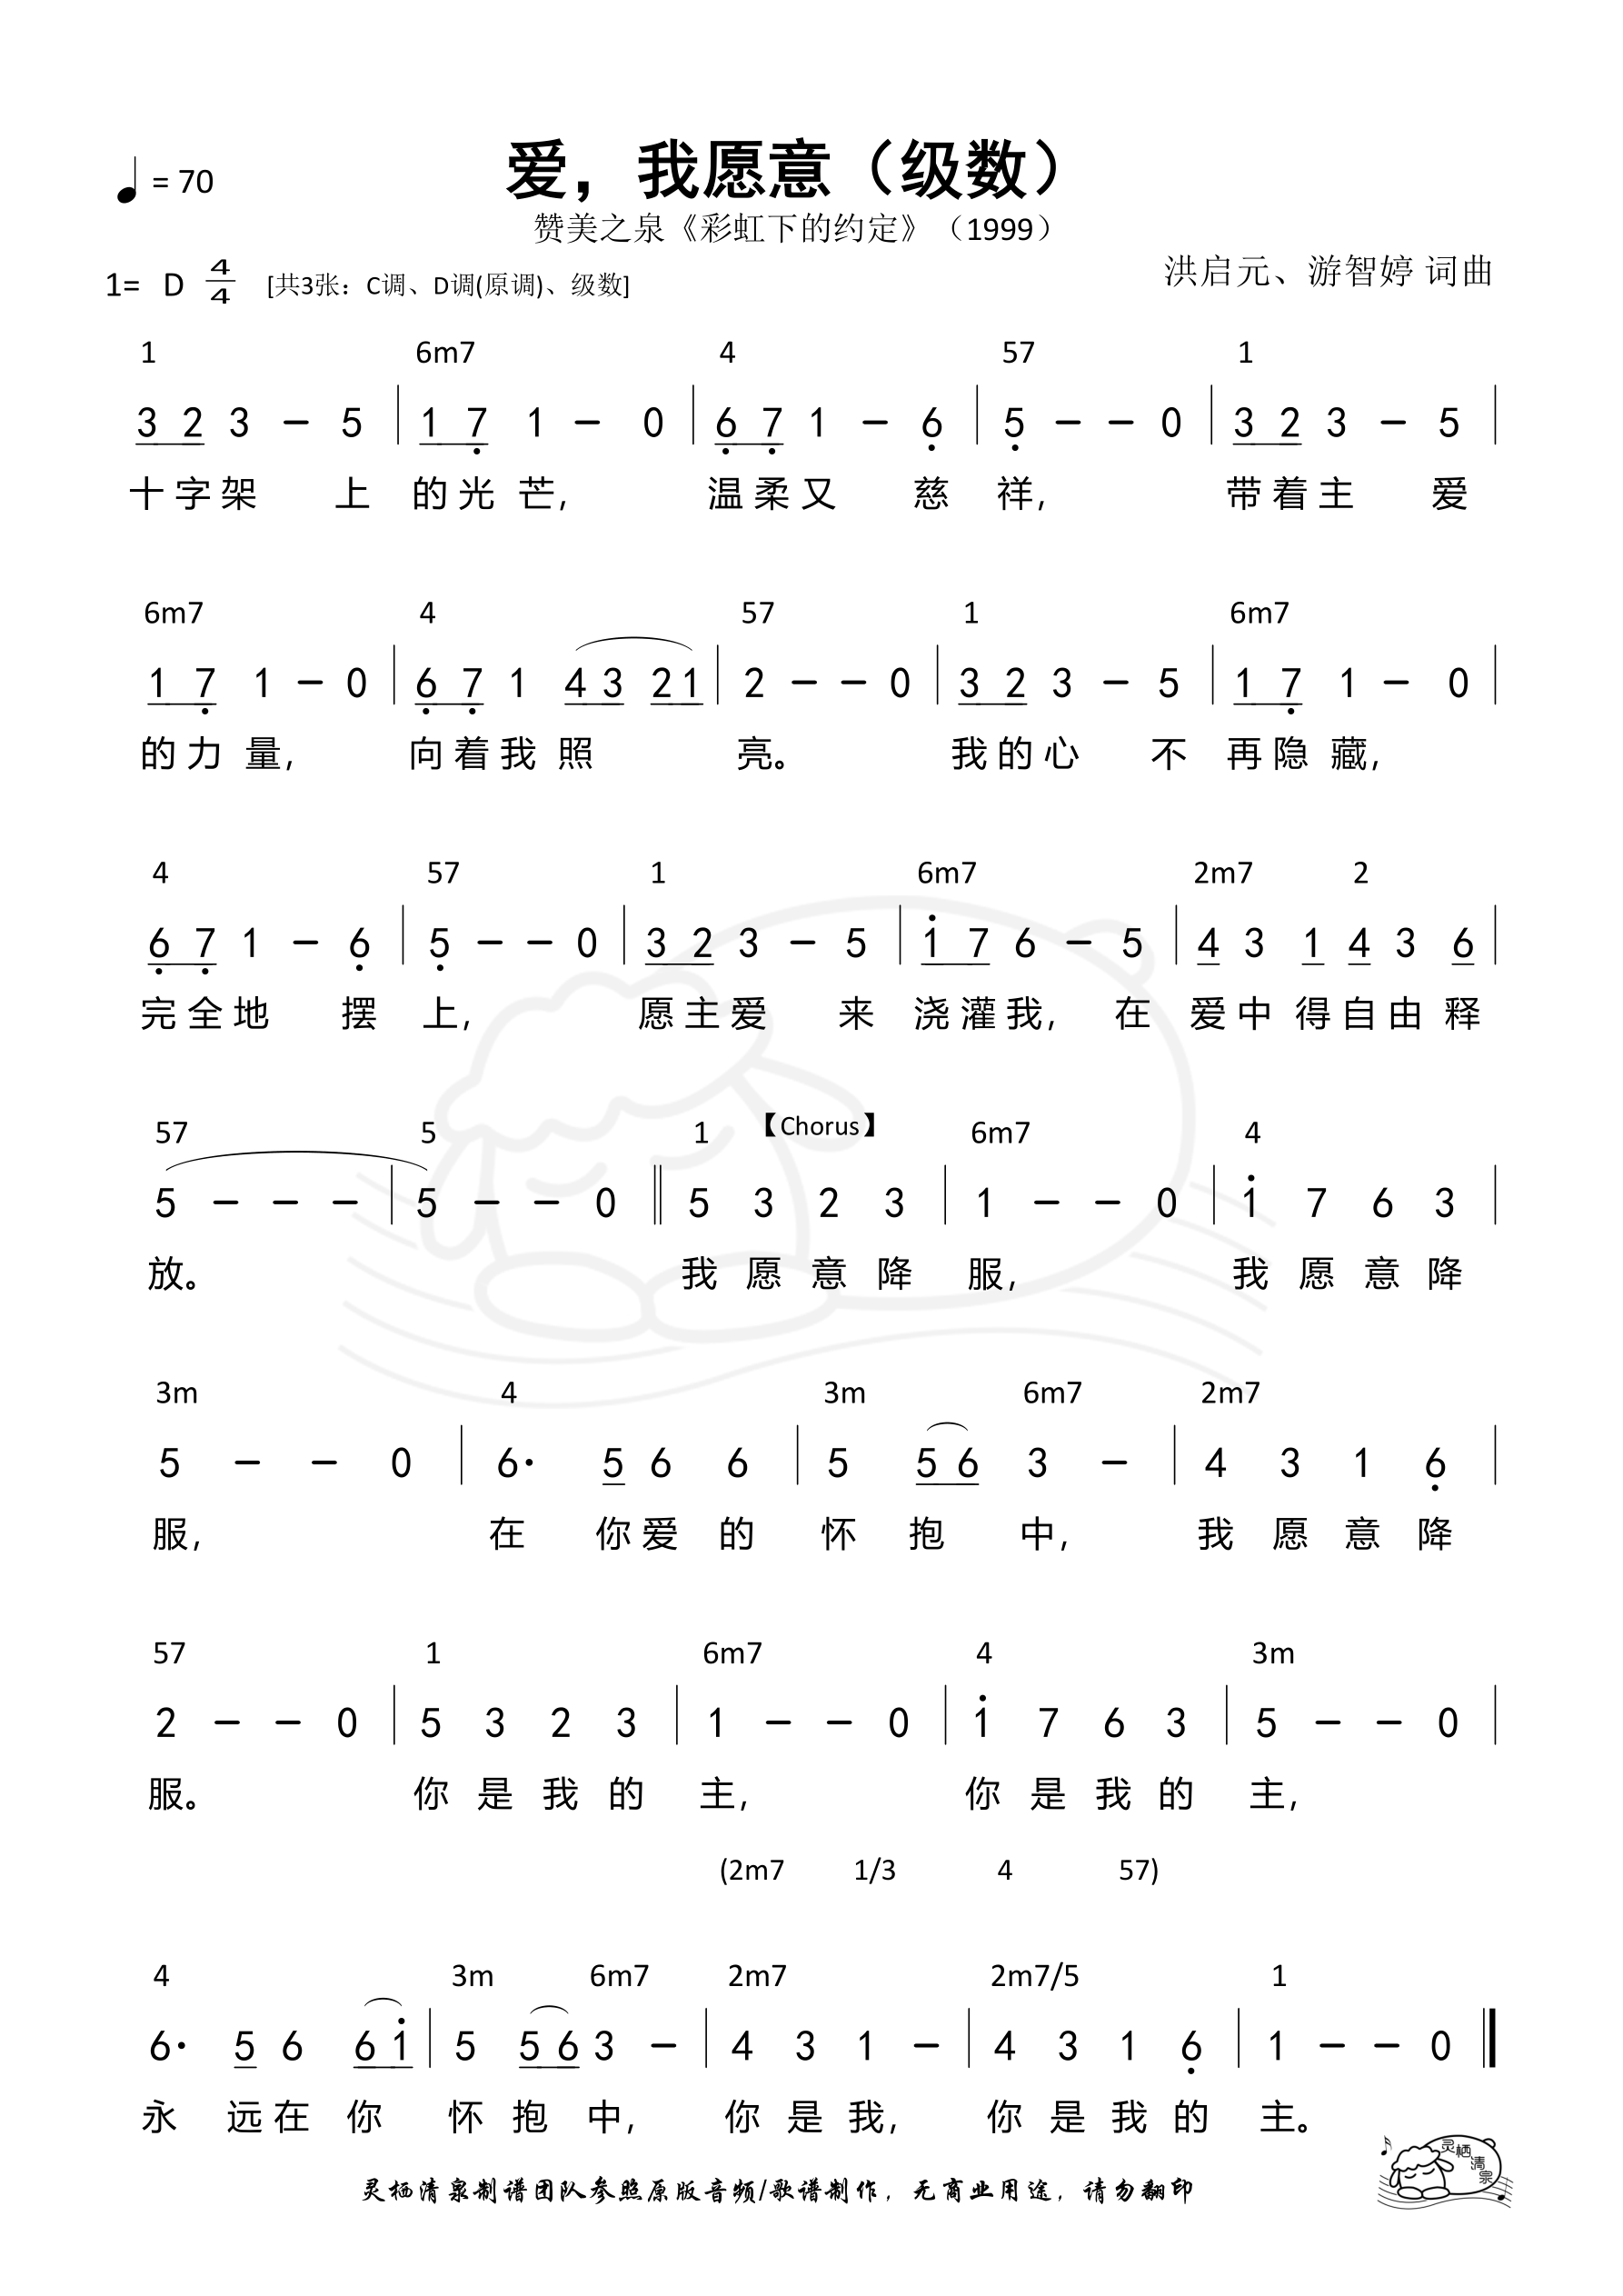 爱，我愿意（级数）
= 70
赞美之泉《彩虹下的约定》（1999）
洪启元、游智婷 词曲
1= D 4/4 [共3张：C调、D调(原调)、级数]
1 6m7 4 57 1
3 2 3 – 5 | 1 7 1 – 0 | 6 7 1 – 6 | 5 – – 0 | 3 2 3 – 5 |
十字架 上 的光芒, 温柔又 慈 祥, 带着主 爱
6m7 4 57 1 6m7
1 7 1 – 0 | 6 7 1 4 3 2 1 | 2 – – 0 | 3 2 3 – 5 | 1 7 1 – 0 |
的力量, 向着我照 亮。 我的心 不 再隐藏,
4 57 1 6m7 2m7 2
6 7 1 – 6 | 5 – – 0 | 3 2 3 – 5 | 1 7 6 – 5 | 4 3 1 4 3 6 |
完全地 摆 上, 愿主爱 来 浇灌我, 在 爱中得自由释
57 5 1 【Chorus】 6m7 4
5 – – – | 5 – – 0 || 5 3 2 3 | 1 – – 0 | 1 7 6 3 |
放。 我愿意降 服, 我愿意降
3m 4 3m 6m7 2m7
5 – – 0 | 6· 5 6 6 | 5 5 6 3 – | 4 3 1 6 |
服, 在 你爱的 怀抱 中, 我愿意降
57 1 6m7 4 3m
2 – – 0 | 5 3 2 3 | 1 – – 0 | 1 7 6 3 | 5 – – 0 |
服。 你是我的 主, 你是我的 主,
(2m7 1/3 4 57)
4 3m 6m7 2m7 2m7/5 1
6· 5 6 6 1 | 5 5 6 3 – | 4 3 1 – | 4 3 1 6 | 1 – – 0 ||
永 远在你 怀抱中, 你是我, 你是我的 主。
灵栖清泉
灵栖清泉制谱团队参照原版音频/歌谱制作，无商业用途，请勿翻印